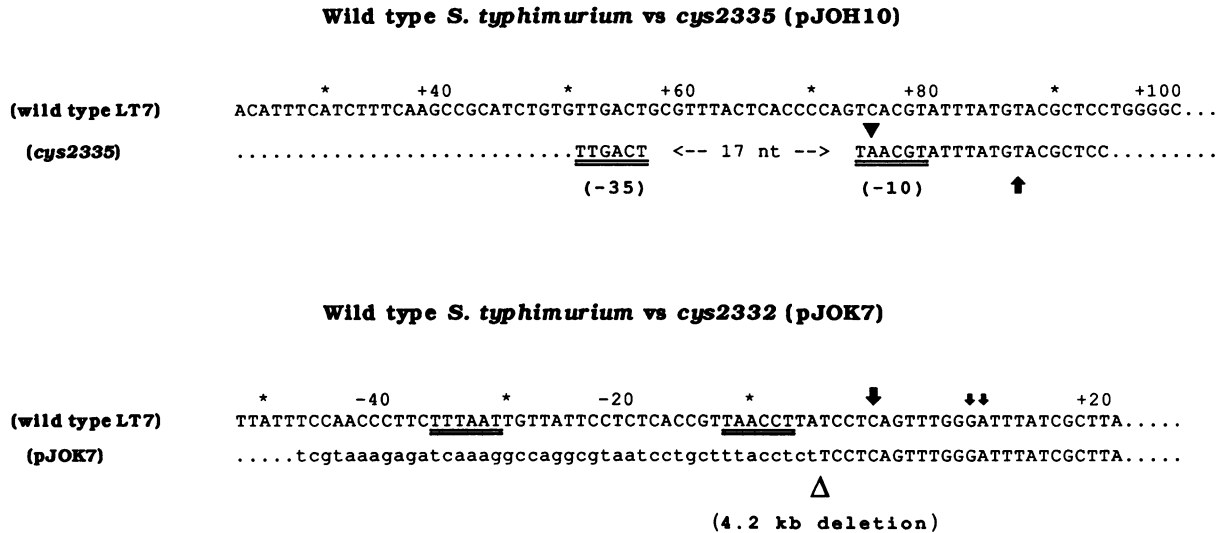 Wild type S. typhimurium vs cys2335 (pJOH10)
* +40 * +60 * +80 * +100
(wild type LT7) ACATTTCATCTTTCAAGCCGCATCTGTGTTGACTGCGTTTACTCACCCCAGTCACGTATTTATGTACGCTCCTGGGGC...
(cys2335) ............................TTGACT <-- 17 nt --> TAACGTATTTATGTACGCTCC.........
(-35) (-10)
Wild type S. typhimurium vs cys2332 (pJOK7)
* -40 * -20 * +20
(wild type LT7) TTATTTCCAACCCTTCTTTAATTGTTATTCCTCTCACCGTTAACCTTATCCTCAGTTTGGGATTTATCGCTTA.....
(pJOK7) .....tcgtaaagagatcaaaggccaggcgtaatcctgctttacctctTCCTCAGTTTGGGATTTATCGCTTA.....
(4.2 kb deletion)